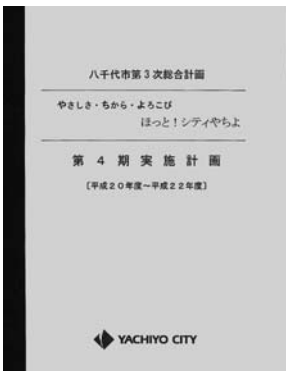 八千代市第3次総合計画
やさしさ・ちから・よろこび
ほっと！シティやちよ
第4期実施計画
〔平成20年度～平成22年度〕
YACHIYO CITY